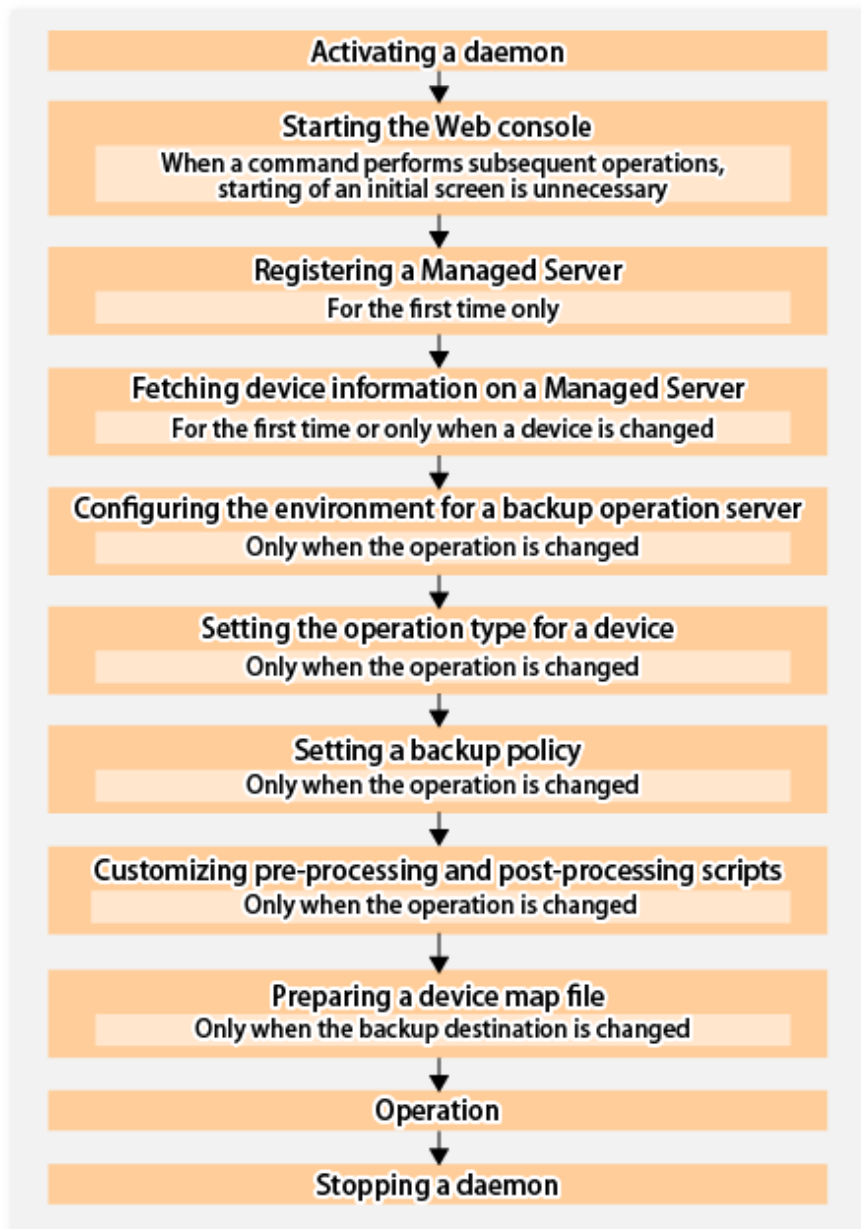 Activating a daemon
Starting the Web console
When a command performs subsequent operations,
starting of an initial screen is unnecessary
Registering a Managed Server
For the first time only
Fetching device information on a Managed Server
For the first time or only when a device is changed
Configuring the environment for a backup operation server
Only when the operation is changed
Setting the operation type for a device
Only when the operation is changed
Setting a backup policy
Only when the operation is changed
Customizing pre-processing and post-processing scripts
Only when the operation is changed
Preparing a device map file
Only when the backup destination is changed
Operation
Stopping a daemon